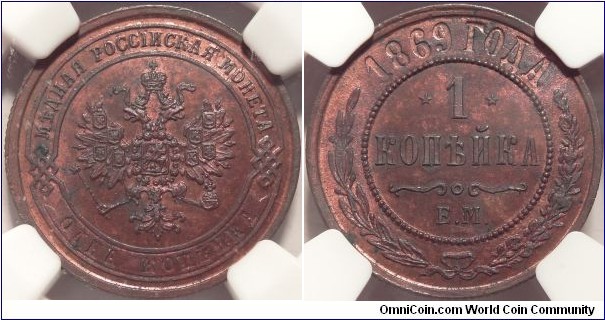 МѢДНАЯ РОССІЙСКАЯ МОНЕТА
ОДНА КОПѢЙКА
1869 ГОДА
1
КОПѢЙКА
Е.М.
OmniCoin.com World Coin Community